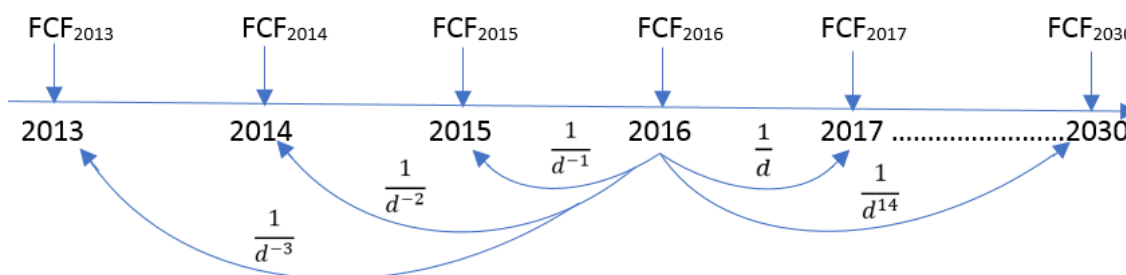 FCF₂₀₁₃ FCF₂₀₁₄ FCF₂₀₁₅ FCF₂₀₁₆ FCF₂₀₁₇ FCF₂₀₃₀
2013 2014 2015 2016 2017 ........................2030
1/d⁻¹ 1/d
1/d⁻² 1/d¹⁴
1/d⁻³